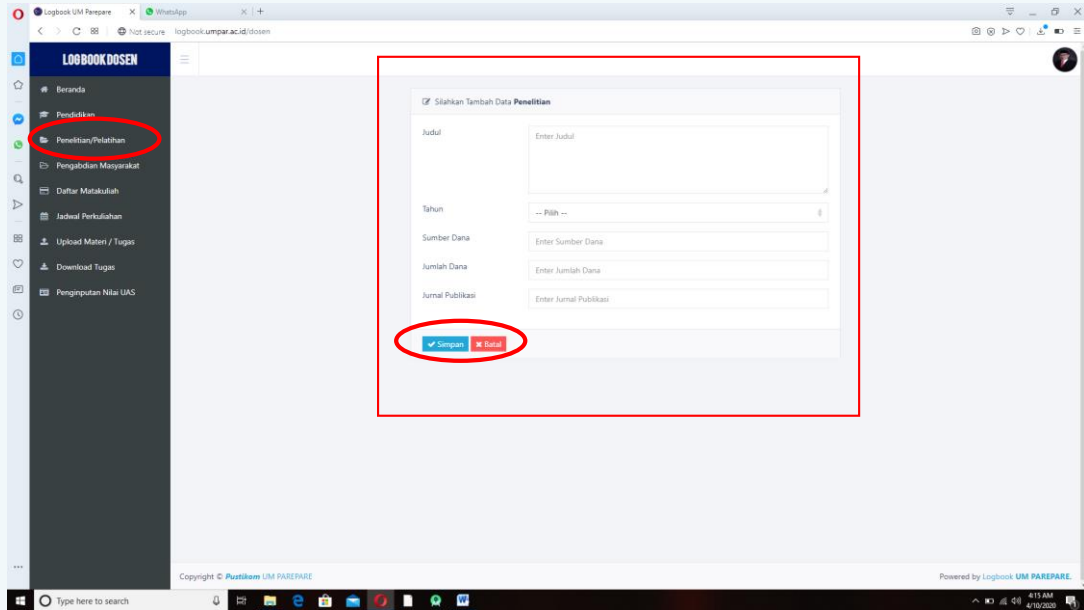 Logbook UM Parepare
WhatsApp
Not secure logbook.umpar.ac.id/dosen
LOGBOOK DOSEN
Beranda
Pendidikan
Penelitian/Pelatihan
Pengabdian Masyarakat
Daftar Matakuliah
Jadwal Perkuliahan
Upload Materi / Tugas
Download Tugas
Penginputan Nilai UAS
Silahkan Tambah Data Penelitian
Judul
Enter Judul
Tahun
-- Pilih --
Sumber Dana
Enter Sumber Dana
Jumlah Dana
Enter Jumlah Dana
Jurnal Publikasi
Enter Jurnal Publikasi
Simpan Batal
Copyright © Pustikom UM PAREPARE
Powered by Logbook UM PAREPARE.
Type here to search
4:15 AM
4/10/2020